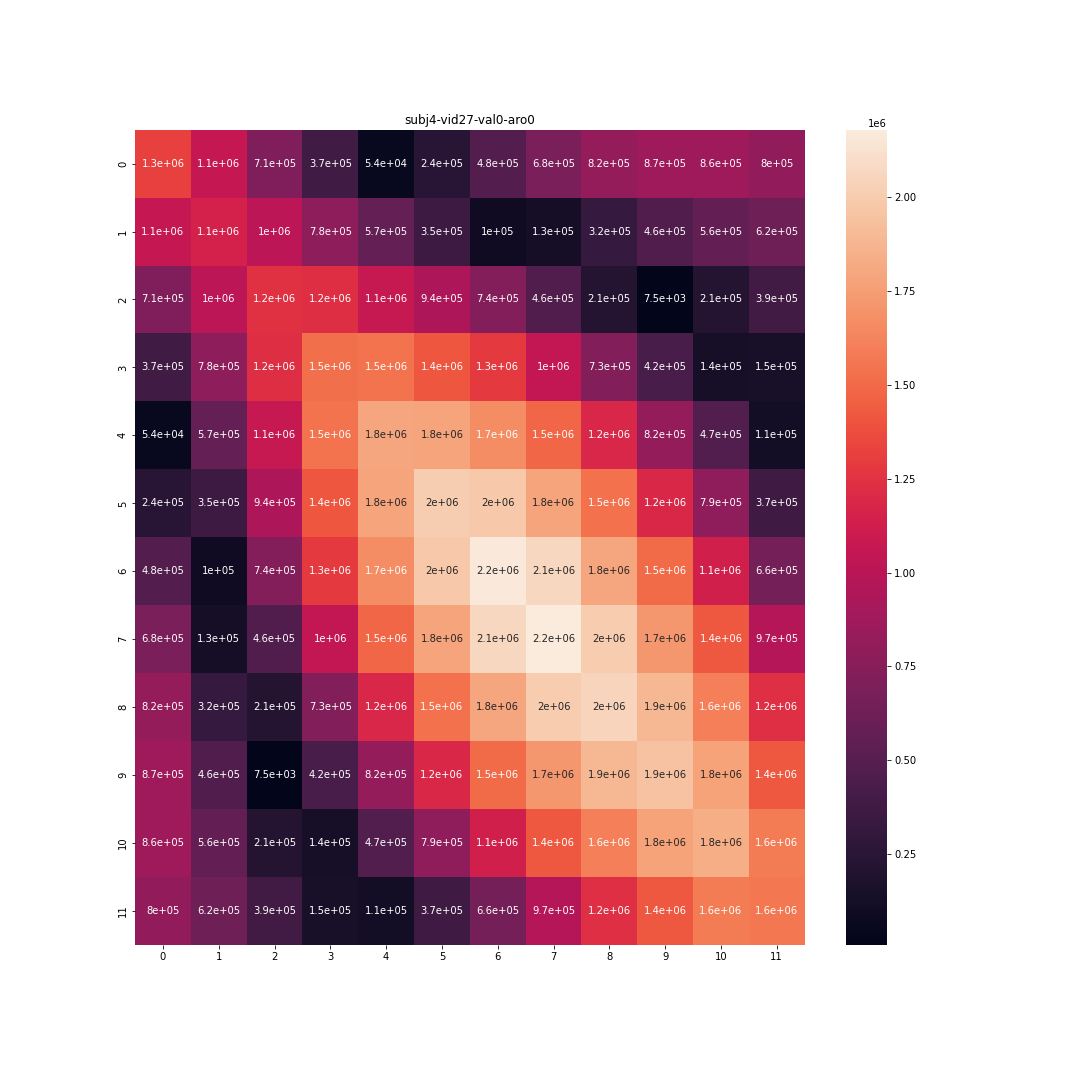 subj4-vid27-val0-aro0
1e6
0 1.3e+06 1.1e+06 7.1e+05 3.7e+05 5.4e+04 2.4e+05 4.8e+05 6.8e+05 8.2e+05 8.7e+05 8.6e+05 8e+05
2.00
1 1.1e+06 1.1e+06 1e+06 7.8e+05 5.7e+05 3.5e+05 1e+05 1.3e+05 3.2e+05 4.6e+05 5.6e+05 6.2e+05
1.75
2 7.1e+05 1e+06 1.2e+06 1.2e+06 1.1e+06 9.4e+05 7.4e+05 4.6e+05 2.1e+05 7.5e+03 2.1e+05 3.9e+05
3 3.7e+05 7.8e+05 1.2e+06 1.5e+06 1.5e+06 1.4e+06 1.3e+06 1e+06 7.3e+05 4.2e+05 1.4e+05 1.5e+05
1.50
4 5.4e+04 5.7e+05 1.1e+06 1.5e+06 1.8e+06 1.8e+06 1.7e+06 1.5e+06 1.2e+06 8.2e+05 4.7e+05 1.1e+05
1.25
5 2.4e+05 3.5e+05 9.4e+05 1.4e+06 1.8e+06 2e+06 2e+06 1.8e+06 1.5e+06 1.2e+06 7.9e+05 3.7e+05
6 4.8e+05 1e+05 7.4e+05 1.3e+06 1.7e+06 2e+06 2.2e+06 2.1e+06 1.8e+06 1.5e+06 1.1e+06 6.6e+05
1.00
7 6.8e+05 1.3e+05 4.6e+05 1e+06 1.5e+06 1.8e+06 2.1e+06 2.2e+06 2e+06 1.7e+06 1.4e+06 9.7e+05
0.75
8 8.2e+05 3.2e+05 2.1e+05 7.3e+05 1.2e+06 1.5e+06 1.8e+06 2e+06 2e+06 1.9e+06 1.6e+06 1.2e+06
0.50
9 8.7e+05 4.6e+05 7.5e+03 4.2e+05 8.2e+05 1.2e+06 1.5e+06 1.7e+06 1.9e+06 1.9e+06 1.8e+06 1.4e+06
10 8.6e+05 5.6e+05 2.1e+05 1.4e+05 4.7e+05 7.9e+05 1.1e+06 1.4e+06 1.6e+06 1.8e+06 1.8e+06 1.6e+06
0.25
11 8e+05 6.2e+05 3.9e+05 1.5e+05 1.1e+05 3.7e+05 6.6e+05 9.7e+05 1.2e+06 1.4e+06 1.6e+06 1.6e+06
0 1 2 3 4 5 6 7 8 9 10 11